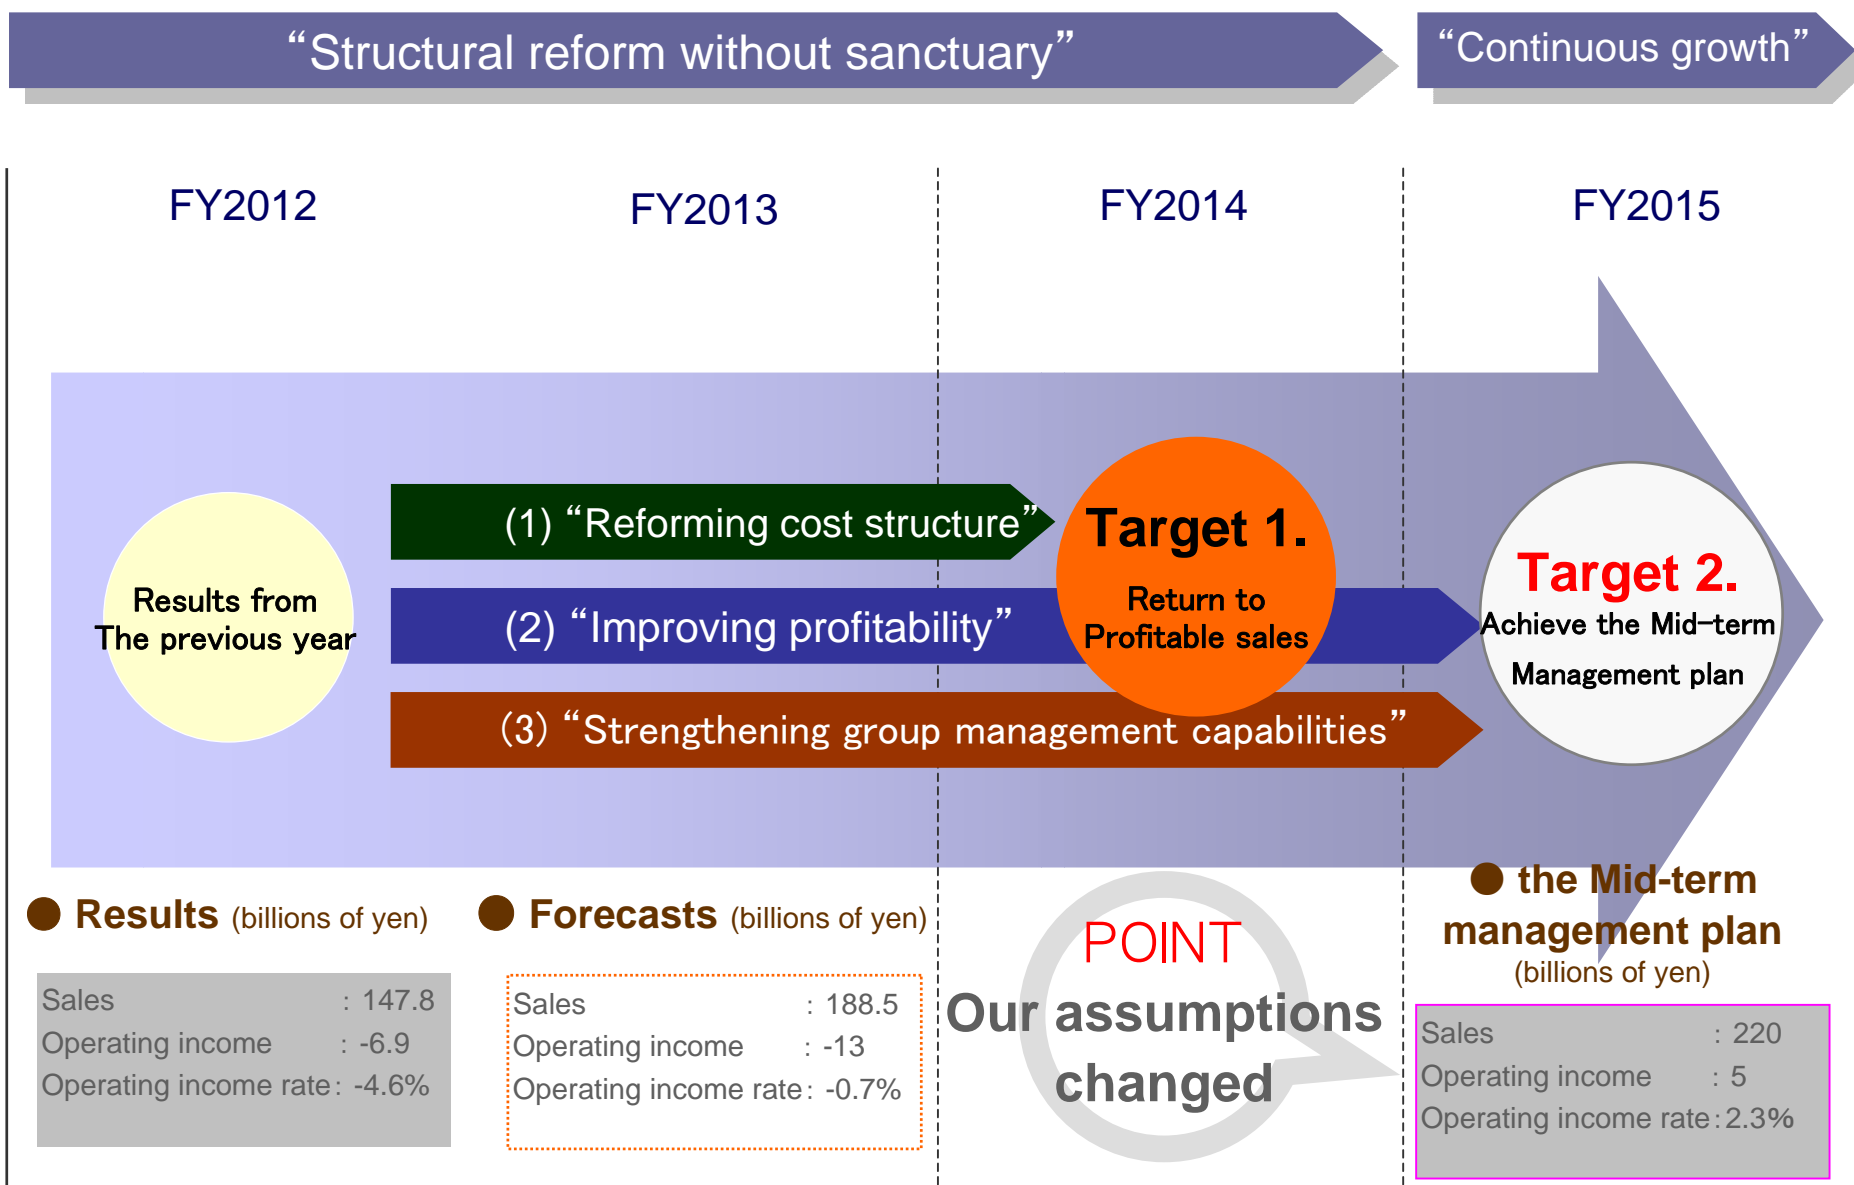 “Structural reform without sanctuary”
“Continuous growth”
FY2012
FY2013
FY2014
FY2015
Results from
The previous year
(1) “Reforming cost structure”
(2) “Improving profitability”
(3) “Strengthening group management capabilities”
Target 1.
Return to
Profitable sales
Target 2.
Achieve the Mid-term
Management plan
● Results (billions of yen)
Sales : 147.8
Operating income : -6.9
Operating income rate : -4.6%
● Forecasts (billions of yen)
Sales : 188.5
Operating income : -13
Operating income rate : -0.7%
POINT
Our assumptions
changed
● the Mid-term
management plan
(billions of yen)
Sales : 220
Operating income : 5
Operating income rate : 2.3%